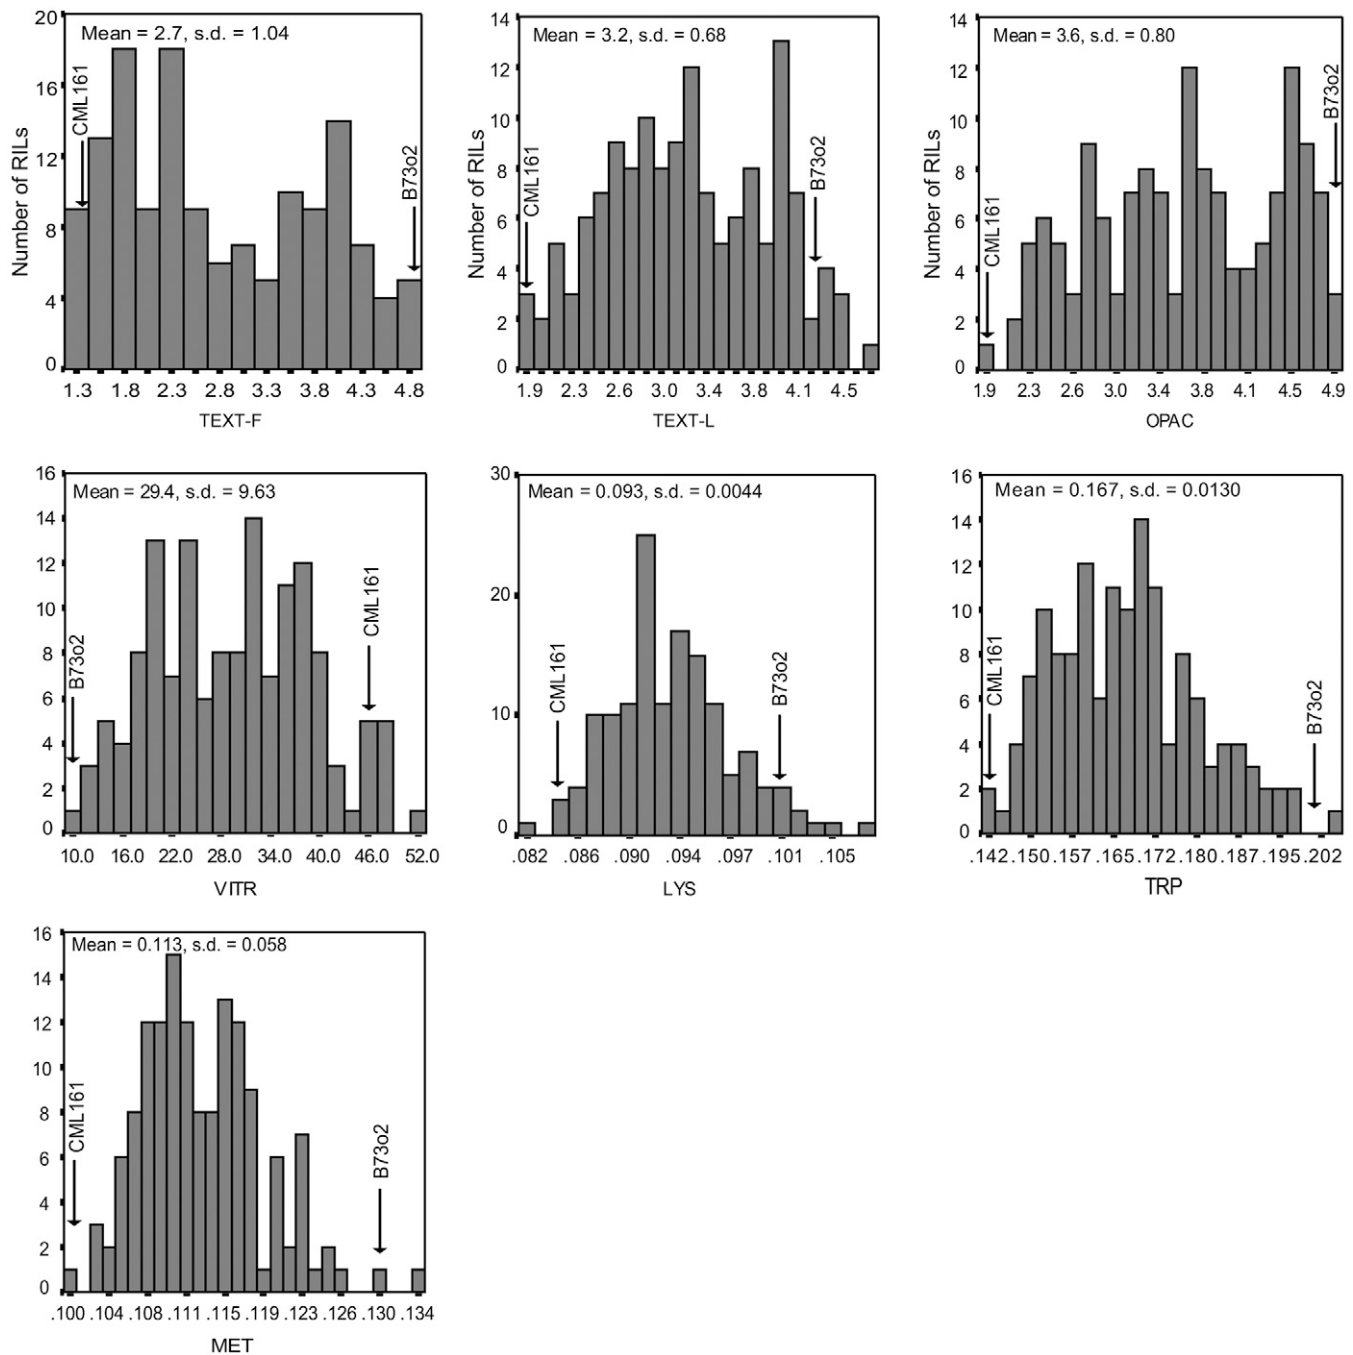 Mean = 2.7, s.d. = 1.04
CML161
B73o2
Number of RILs
20
16
12
8
4
0
1.3 1.8 2.3 2.8 3.3 3.8 4.3 4.8
TEXT-F
Mean = 3.2, s.d. = 0.68
CML161
B73o2
Number of RILs
14
12
10
8
6
4
2
0
1.9 2.3 2.6 3.0 3.4 3.8 4.1 4.5
TEXT-L
Mean = 3.6, s.d. = 0.80
CML161
B73o2
Number of RILs
14
12
10
8
6
4
2
0
1.9 2.3 2.6 3.0 3.4 3.8 4.1 4.5 4.9
OPAC
Mean = 29.4, s.d. = 9.63
B73o2
CML161
16
14
12
10
8
6
4
2
0
10.0 16.0 22.0 28.0 34.0 40.0 46.0 52.0
VITR
Mean = 0.093, s.d. = 0.0044
CML161
B73o2
30
20
10
0
.082 .086 .090 .094 .097 .101 .105
LYS
Mean = 0.167, s.d. = 0.0130
CML161
B73o2
16
14
12
10
8
6
4
2
0
.142 .150 .157 .165 .172 .180 .187 .195 .202
TRP
Mean = 0.113, s.d. = 0.058
CML161
B73o2
16
14
12
10
8
6
4
2
0
.100 .104 .108 .111 .115 .119 .123 .126 .130 .134
MET